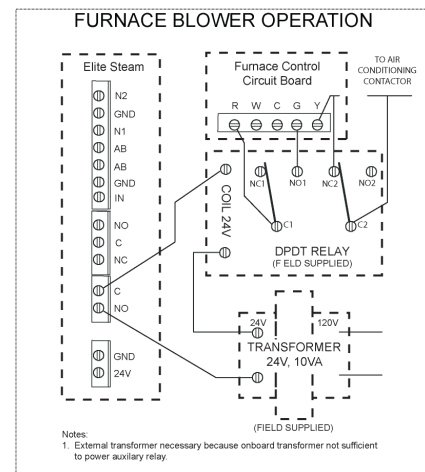 FURNACE BLOWER OPERATION
Elite Steam
N2
GND
N1
AB
AB
GND
IN
NO
C
NC
C
NO
GND
24V
Furnace Control
Circuit Board
R W C G Y
TO AIR
CONDITIONING
CONTACTOR
COIL 24V
NC1 NO1 NC2 NO2
C1 C2
DPDT RELAY
(F ELD SUPPLIED)
24V 120V
TRANSFORMER
24V, 10VA
(FIELD SUPPLIED)
Notes:
1. External transformer necessary because onboard transformer not sufficient
to power auxilary relay.